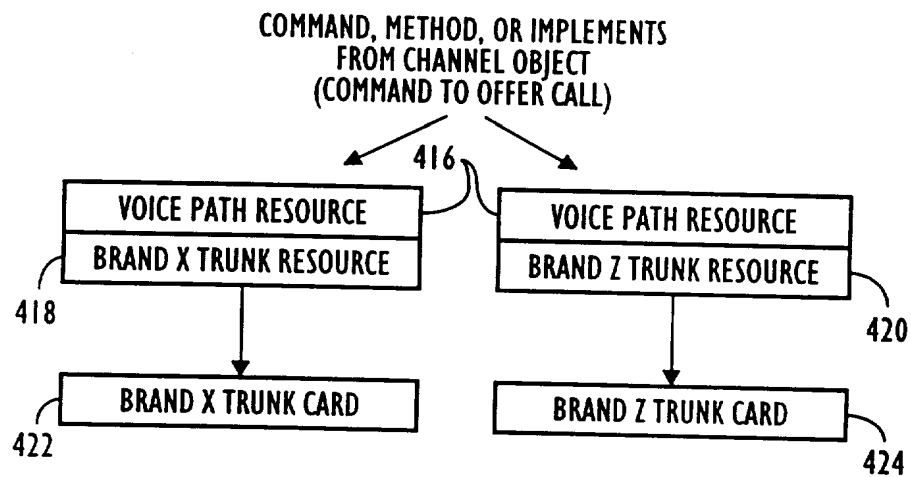 COMMAND, METHOD, OR IMPLEMENTS
FROM CHANNEL OBJECT
(COMMAND TO OFFER CALL)
416
VOICE PATH RESOURCE
BRAND X TRUNK RESOURCE
418
VOICE PATH RESOURCE
BRAND Z TRUNK RESOURCE
420
BRAND X TRUNK CARD
422
BRAND Z TRUNK CARD
424